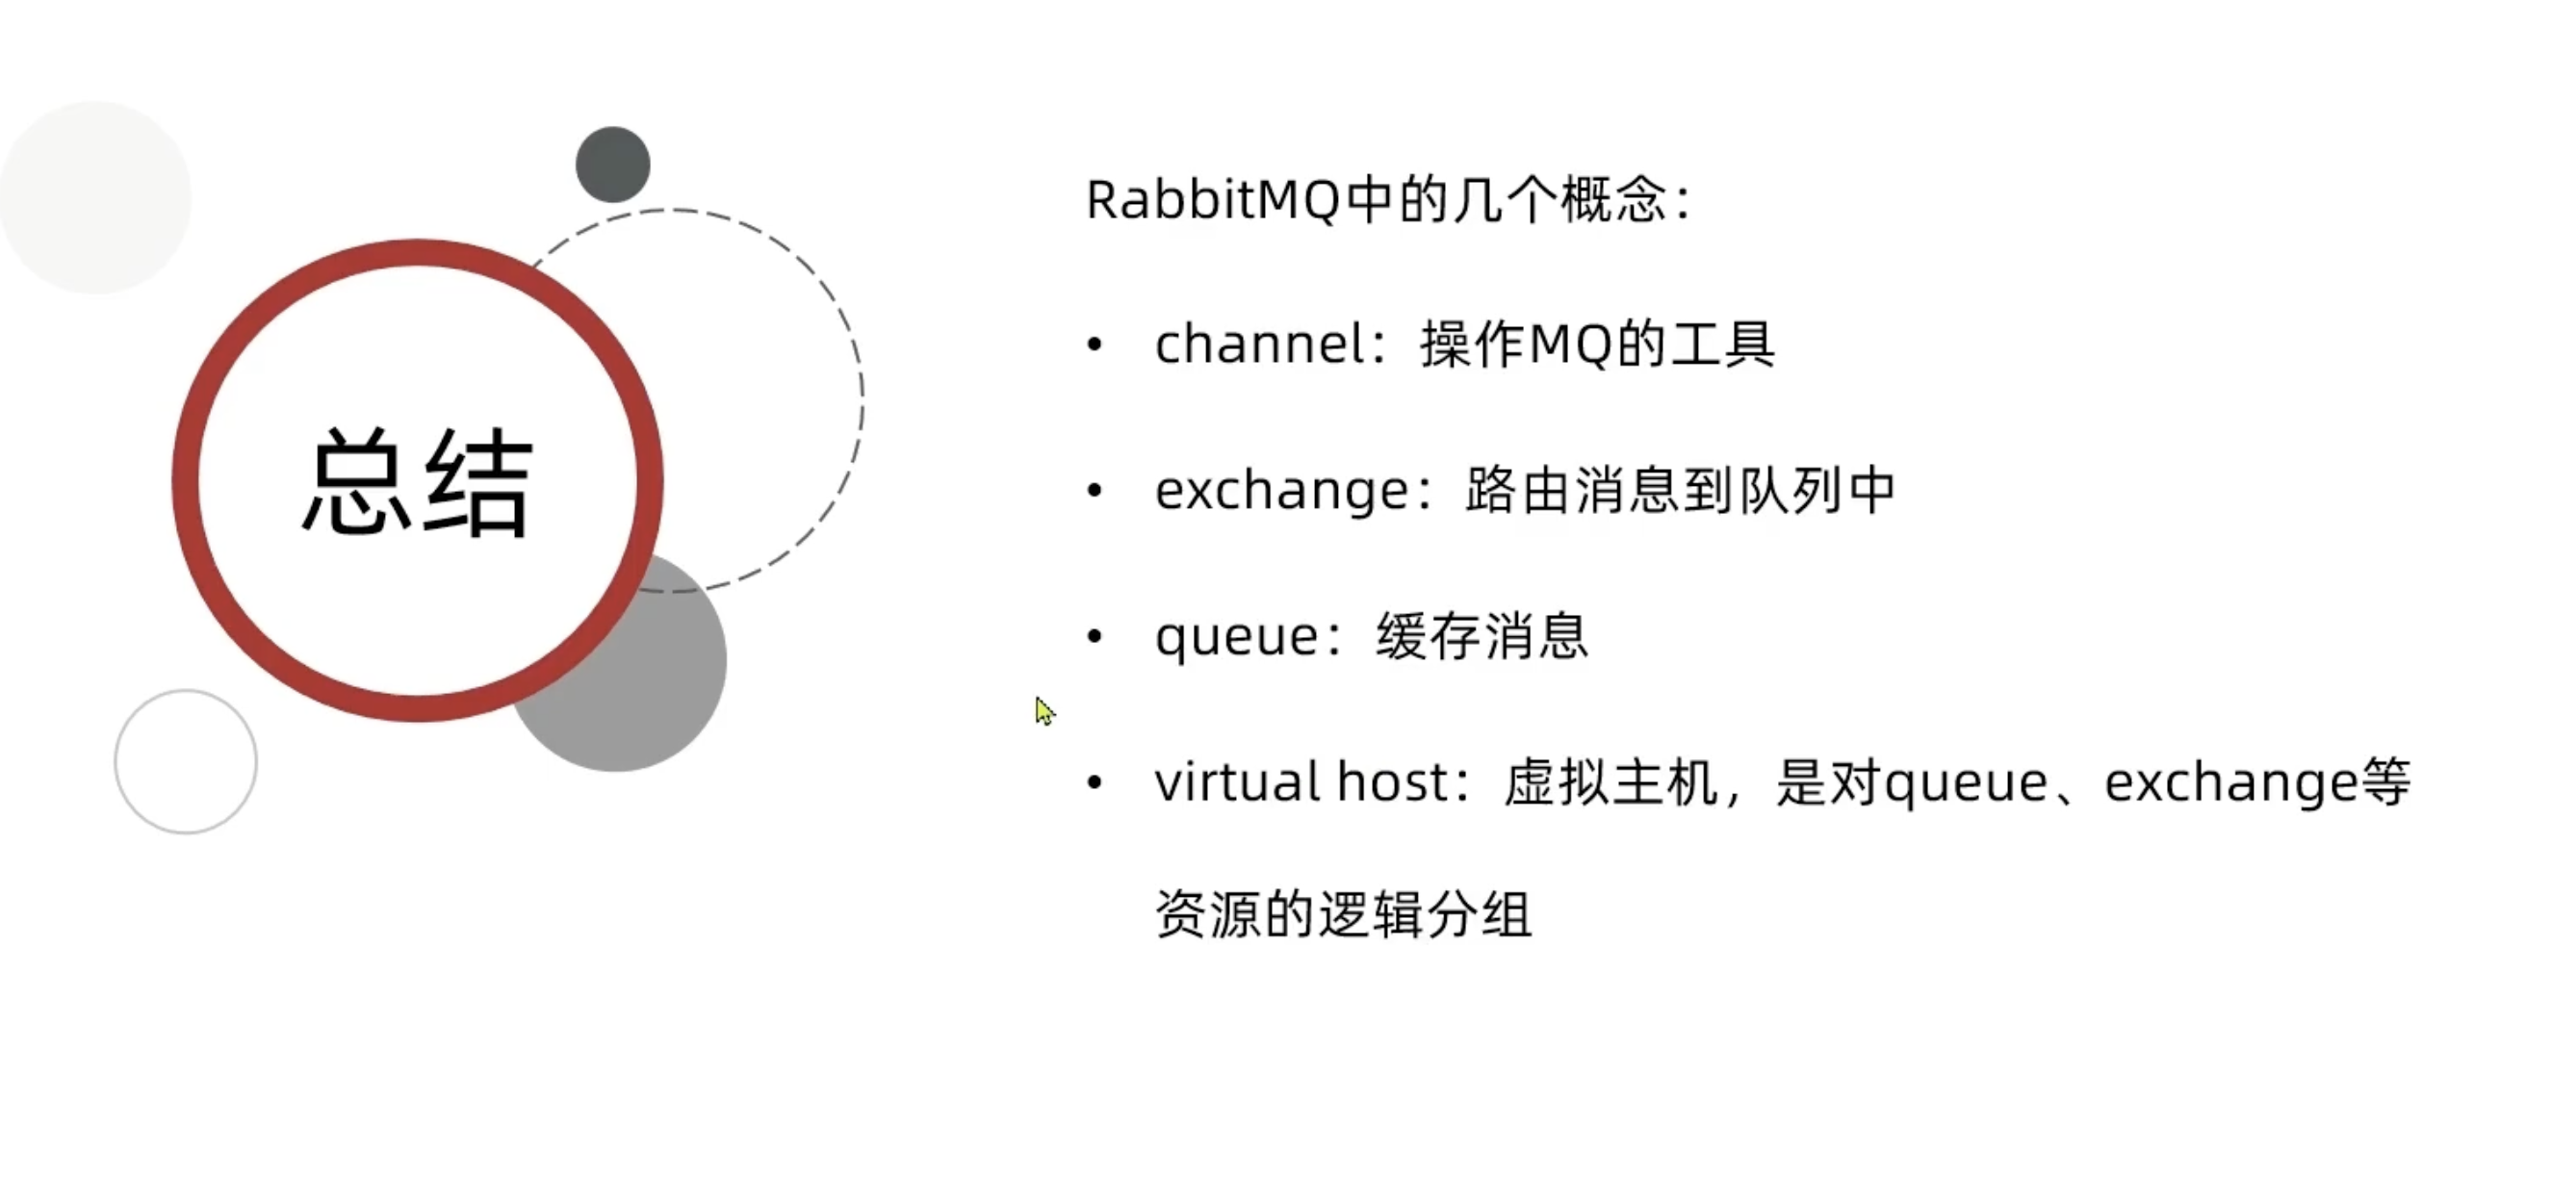 总结
RabbitMQ中的几个概念：
• channel：操作MQ的工具
• exchange：路由消息到队列中
• queue：缓存消息
• virtual host：虚拟主机，是对queue、exchange等
资源的逻辑分组